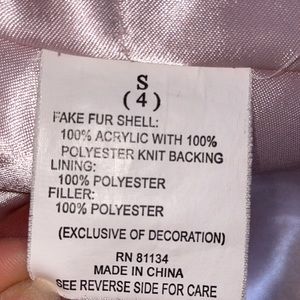 S
(4)
FAKE FUR SHELL:
100% ACRYLIC WITH 100%
POLYESTER KNIT BACKING
LINING:
100% POLYESTER
FILLER:
100% POLYESTER
(EXCLUSIVE OF DECORATION)
RN 81134
MADE IN CHINA
SEE REVERSE SIDE FOR CARE